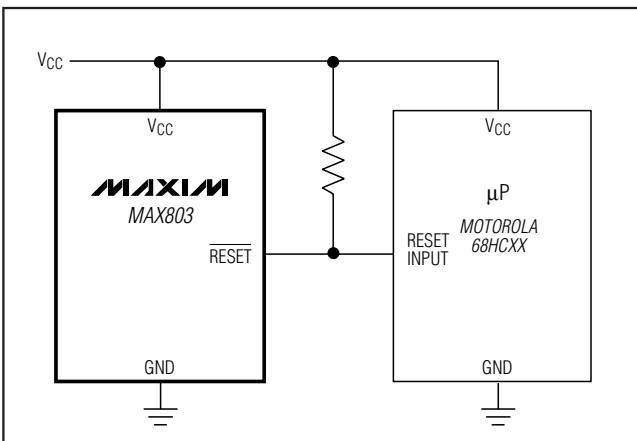 VCC
VCC
MAXIM
MAX803
RESET
GND
VCC
µP
MOTOROLA
68HCXX
RESET
INPUT
GND